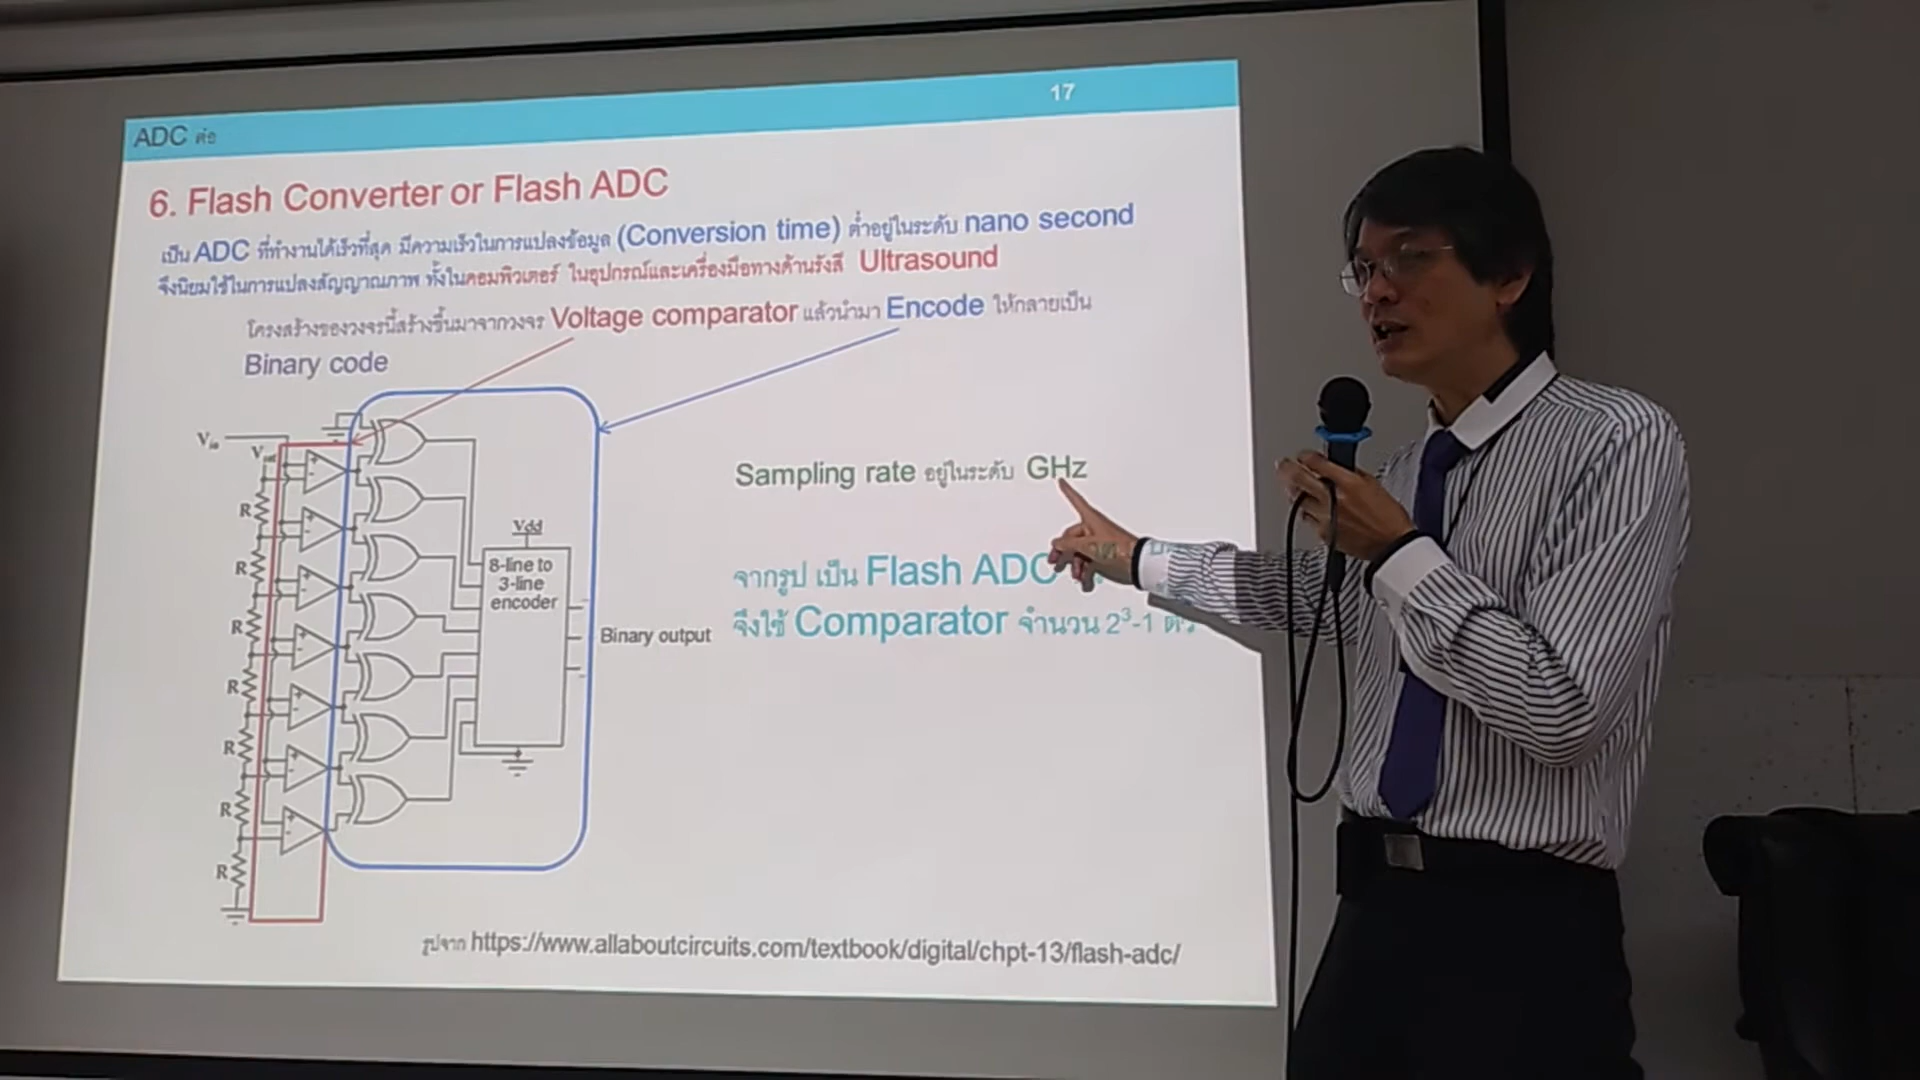 17
ADC ต่อ
6. Flash Converter or Flash ADC
เป็น ADC ที่ทำงานได้เร็วที่สุด มีความเร็วในการแปลงข้อมูล (Conversion time) ต่ำอยู่ในระดับ nano second
จึงนิยมใช้ในการแปลงสัญญาณภาพ ทั้งในคอมพิวเตอร์ ในอุปกรณ์และเครื่องมือทางด้านรังสี Ultrasound
โครงสร้างของวงจรนี้สร้างขึ้นมาจากวงจร Voltage comparator แล้วนำมา Encode ให้กลายเป็น
Binary code
Vin
Vref
R
R
R
R
R
R
R
Vdd
8-line to
3-line
encoder
Binary output
Sampling rate อยู่ในระดับ GHz
จากรูป เป็น Flash ADC
จึงใช้ Comparator จำนวน 2³-1 ตัว
รูปจาก https://www.allaboutcircuits.com/textbook/digital/chpt-13/flash-adc/